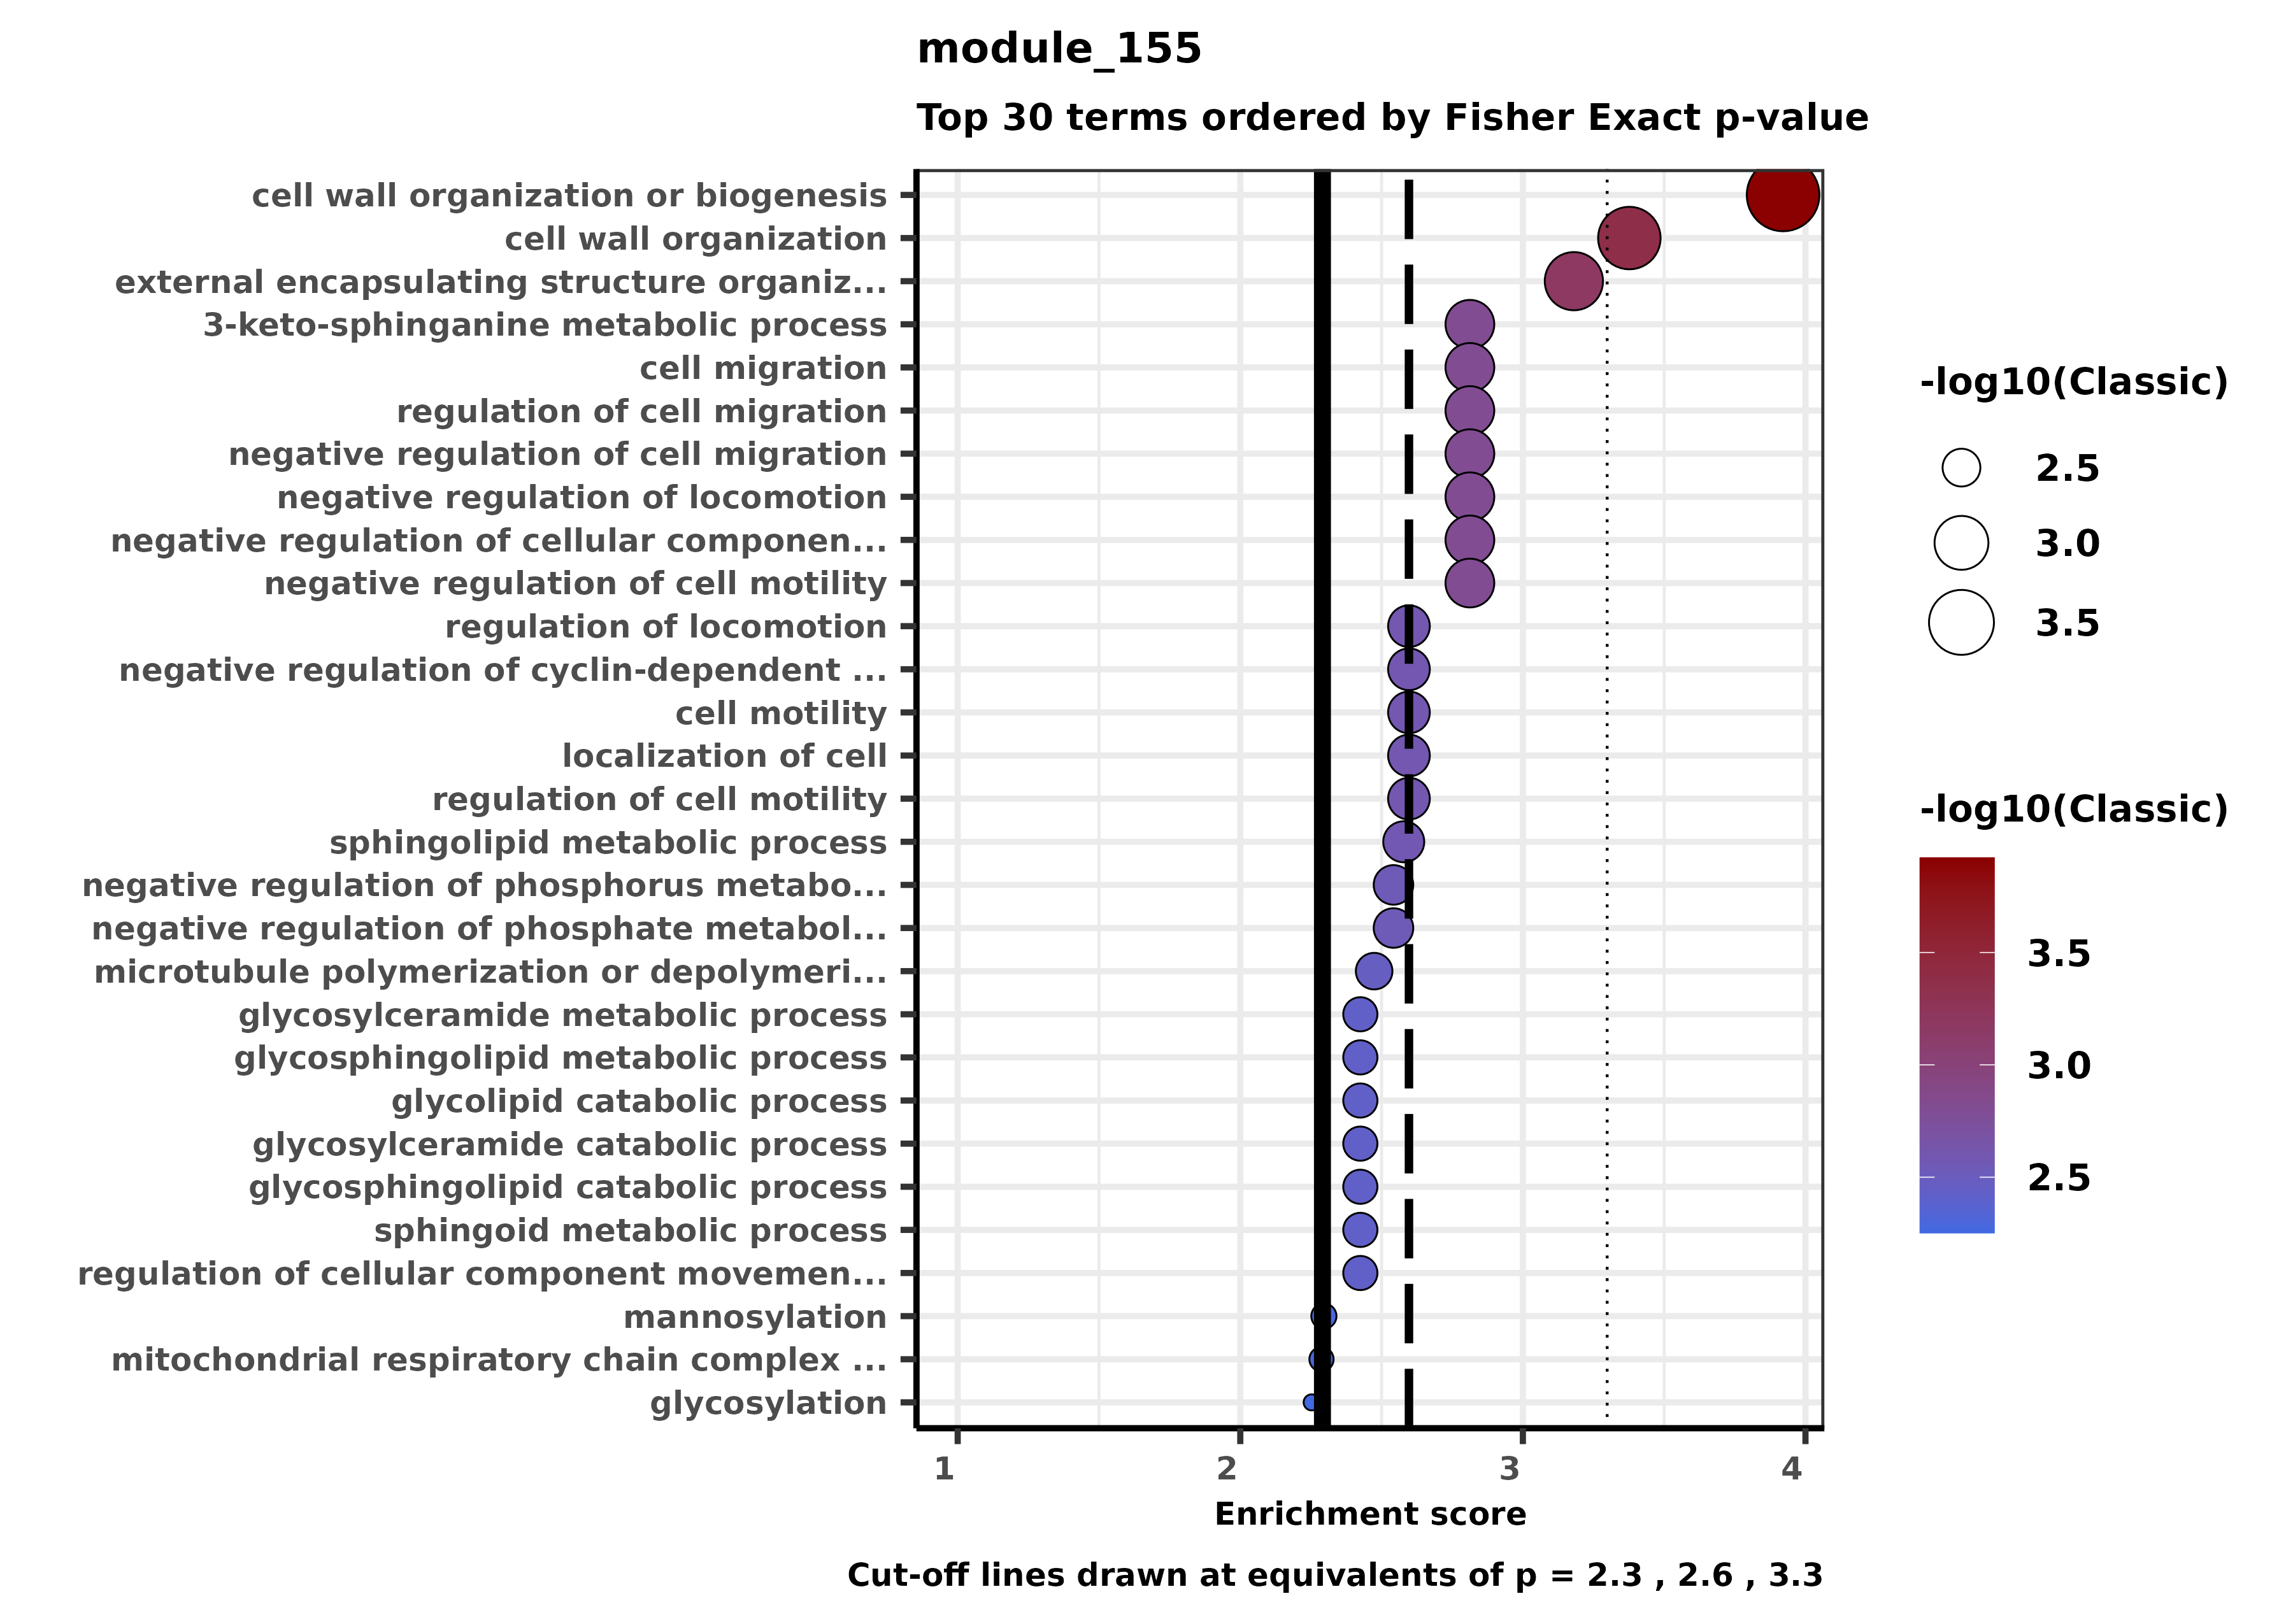 module_155
Top 30 terms ordered by Fisher Exact p-value
cell wall organization or biogenesis
cell wall organization
external encapsulating structure organiz...
3-keto-sphinganine metabolic process
cell migration
regulation of cell migration
negative regulation of cell migration
negative regulation of locomotion
negative regulation of cellular componen...
negative regulation of cell motility
regulation of locomotion
negative regulation of cyclin-dependent ...
cell motility
localization of cell
regulation of cell motility
sphingolipid metabolic process
negative regulation of phosphorus metabo...
negative regulation of phosphate metabol...
microtubule polymerization or depolymeri...
glycosylceramide metabolic process
glycosphingolipid metabolic process
glycolipid catabolic process
glycosylceramide catabolic process
glycosphingolipid catabolic process
sphingoid metabolic process
regulation of cellular component movemen...
mannosylation
mitochondrial respiratory chain complex ...
glycosylation
1 2 3 4
Enrichment score
Cut-off lines drawn at equivalents of p = 2.3 , 2.6 , 3.3
-log10(Classic)
2.5
3.0
3.5
-log10(Classic)
3.5
3.0
2.5